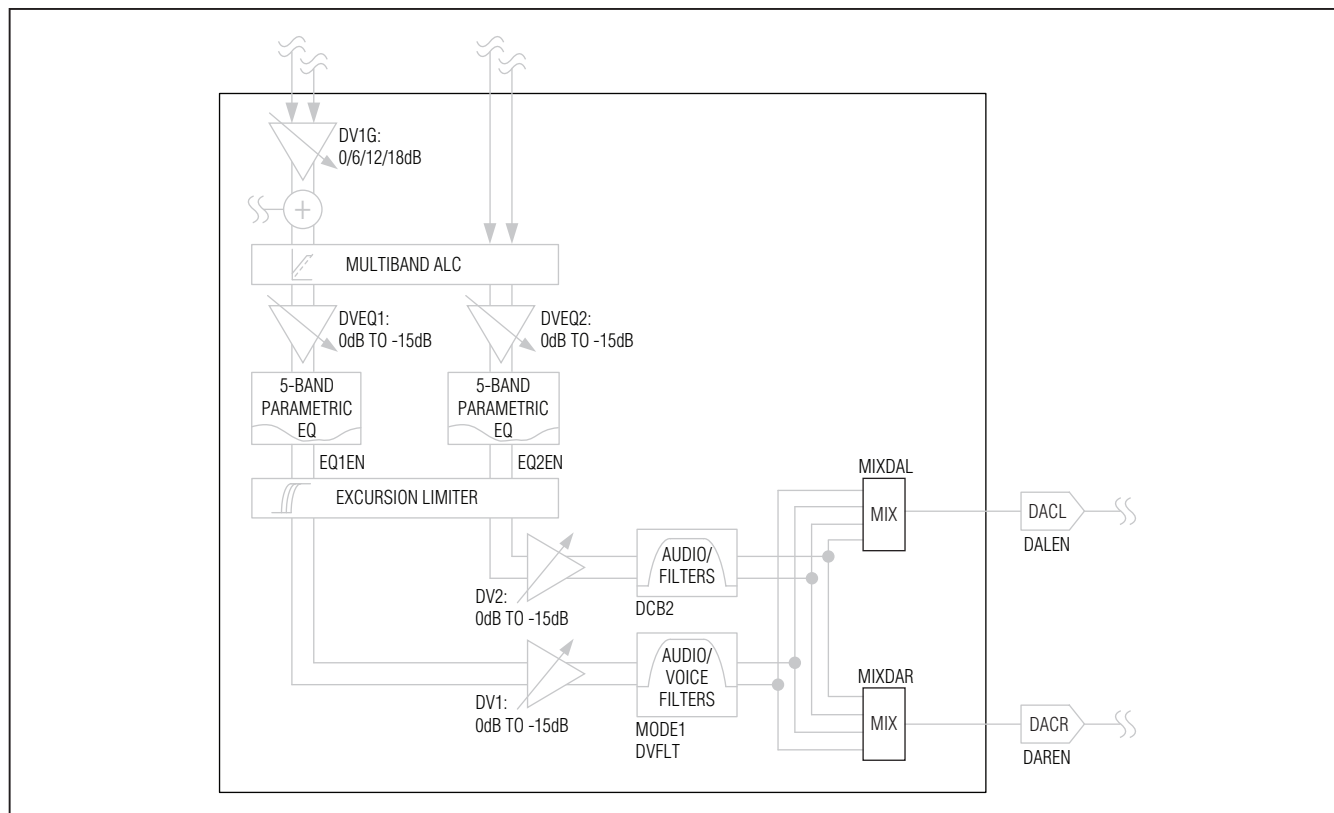 DV1G:
0/6/12/18dB
+
MULTIBAND ALC
DVEQ1:
0dB TO -15dB
DVEQ2:
0dB TO -15dB
5-BAND
PARAMETRIC
EQ
5-BAND
PARAMETRIC
EQ
EQ1EN
EQ2EN
EXCURSION LIMITER
MIXDAL
MIX
DACL
DALEN
AUDIO/
FILTERS
DCB2
DV2:
0dB TO -15dB
AUDIO/
VOICE
FILTERS
MODE1
DVFLT
DV1:
0dB TO -15dB
MIXDAR
MIX
DACR
DAREN